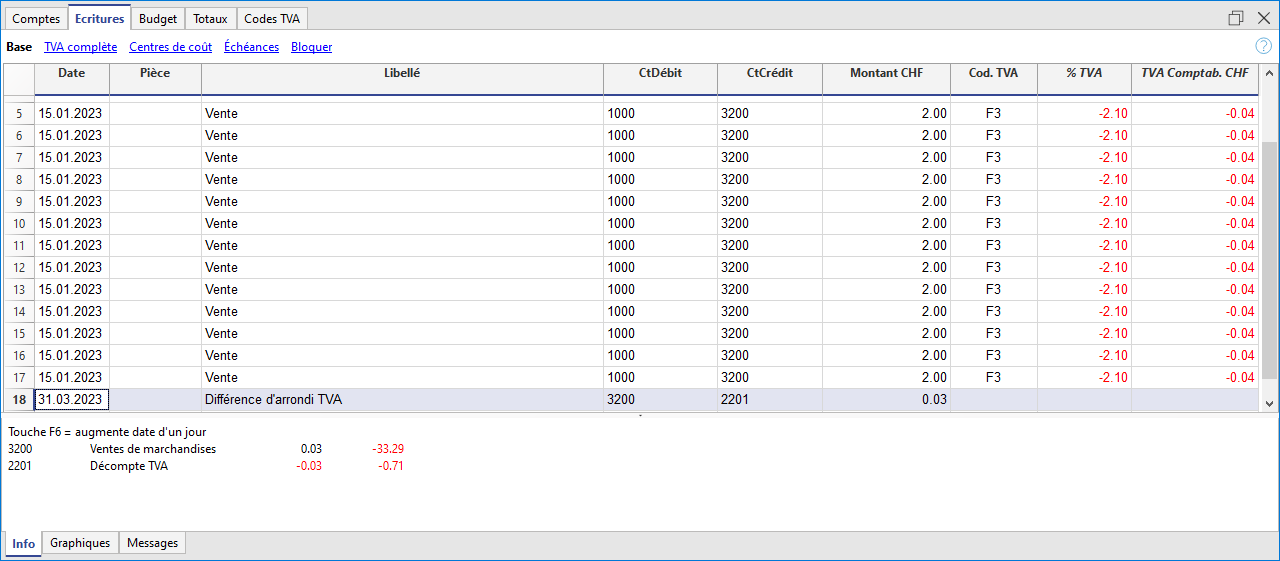 Comptes Ecritures Budget Totaux Codes TVA
Base TVA complète Centres de coût Échéances Bloquer ?
Date Pièce Libellé CtDébit CtCrédit Montant CHF Cod. TVA % TVA TVA Comptab. CHF
5 15.01.2023 Vente 1000 3200 2.00 F3 -2.10 -0.04
6 15.01.2023 Vente 1000 3200 2.00 F3 -2.10 -0.04
7 15.01.2023 Vente 1000 3200 2.00 F3 -2.10 -0.04
8 15.01.2023 Vente 1000 3200 2.00 F3 -2.10 -0.04
9 15.01.2023 Vente 1000 3200 2.00 F3 -2.10 -0.04
10 15.01.2023 Vente 1000 3200 2.00 F3 -2.10 -0.04
11 15.01.2023 Vente 1000 3200 2.00 F3 -2.10 -0.04
12 15.01.2023 Vente 1000 3200 2.00 F3 -2.10 -0.04
13 15.01.2023 Vente 1000 3200 2.00 F3 -2.10 -0.04
14 15.01.2023 Vente 1000 3200 2.00 F3 -2.10 -0.04
15 15.01.2023 Vente 1000 3200 2.00 F3 -2.10 -0.04
16 15.01.2023 Vente 1000 3200 2.00 F3 -2.10 -0.04
17 15.01.2023 Vente 1000 3200 2.00 F3 -2.10 -0.04
18 31.03.2023 Différence d'arrondi TVA 3200 2201 0.03
Touche F6 = augmente date d'un jour
3200 Ventes de marchandises 0.03 -33.29
2201 Décompte TVA -0.03 -0.71
Info Graphiques Messages